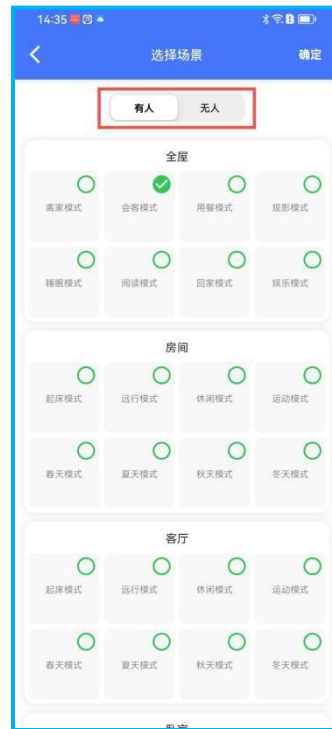 14:35
选择场景 确定
有人 无人
全屋
离家模式 会客模式 用餐模式 观影模式
睡眠模式 阅读模式 回家模式 娱乐模式
房间
起床模式 远行模式 休闲模式 运动模式
春天模式 夏天模式 秋天模式 冬天模式
客厅
起床模式 远行模式 休闲模式 运动模式
春天模式 夏天模式 秋天模式 冬天模式